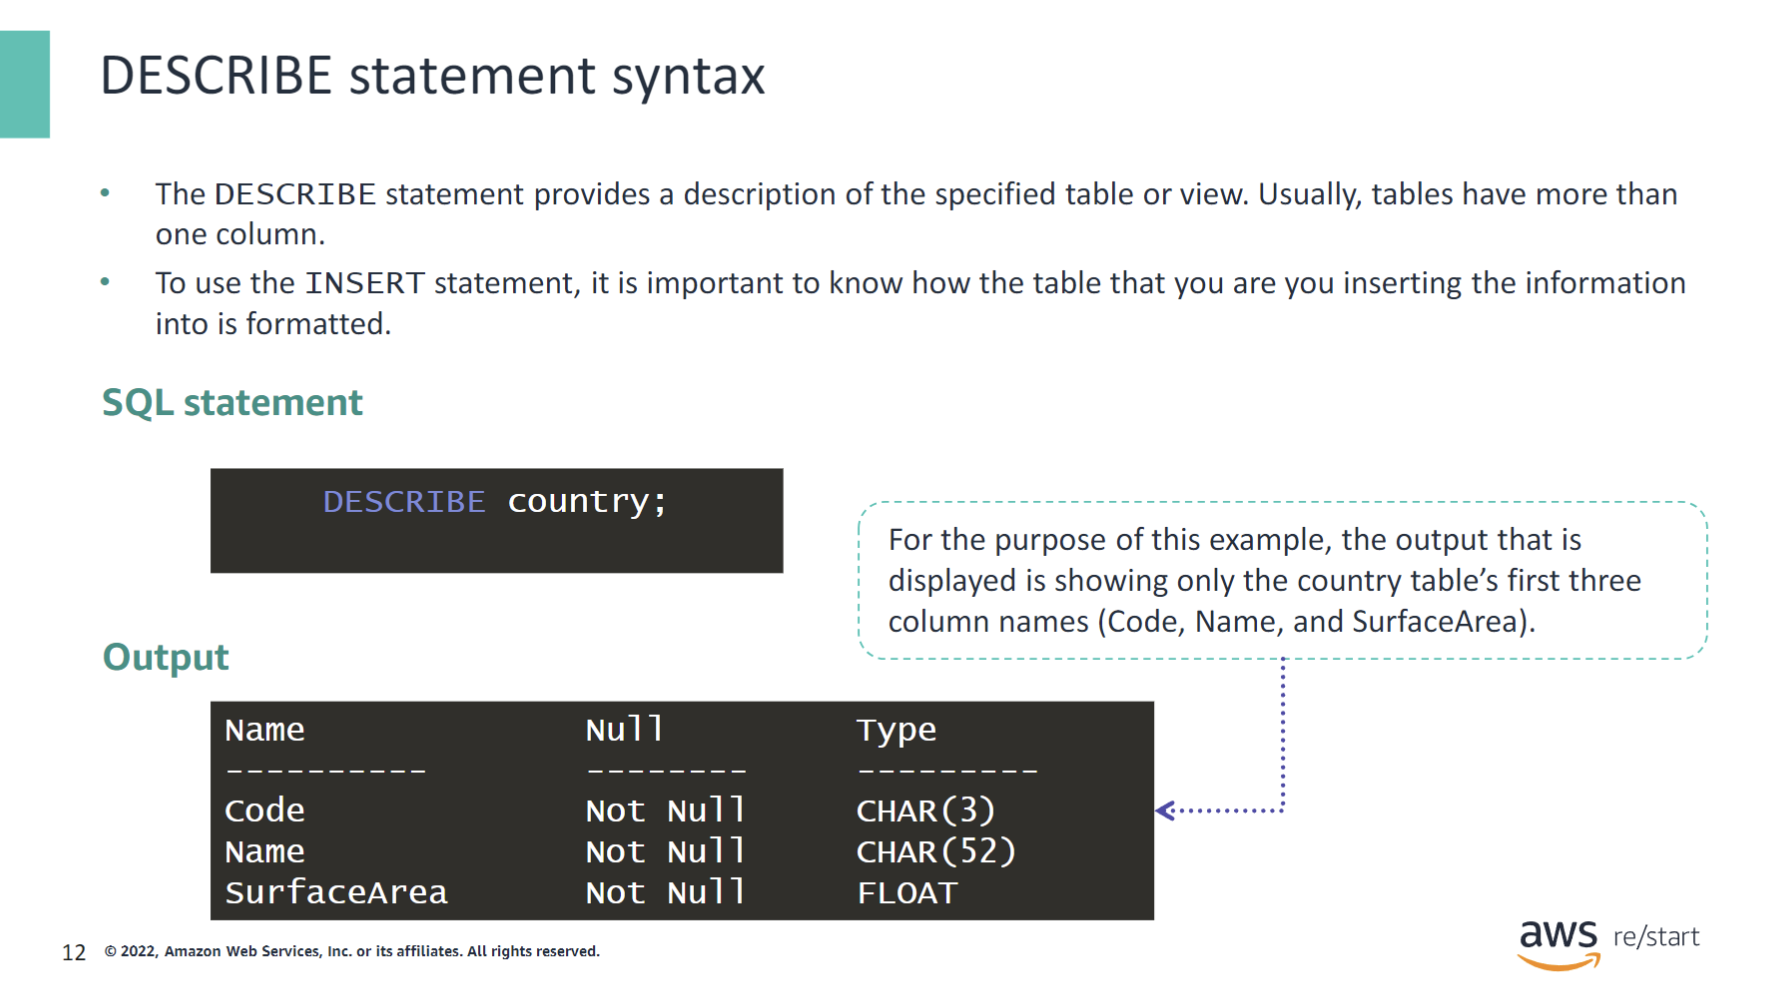 DESCRIBE statement syntax
• The DESCRIBE statement provides a description of the specified table or view. Usually, tables have more than
one column.
• To use the INSERT statement, it is important to know how the table that you are you inserting the information
into is formatted.
SQL statement
DESCRIBE country;
For the purpose of this example, the output that is
displayed is showing only the country table’s first three
column names (Code, Name, and SurfaceArea).
Output
Name Null Type
---------- -------- ---------
Code Not Null CHAR(3)
Name Not Null CHAR(52)
SurfaceArea Not Null FLOAT
12 © 2022, Amazon Web Services, Inc. or its affiliates. All rights reserved.
aws re/start